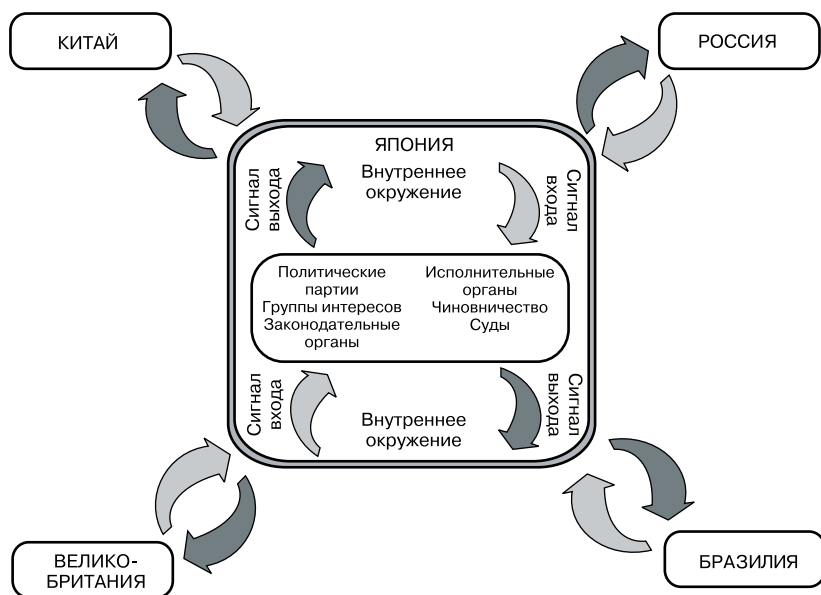 КИТАЙ
РОССИЯ
ЯПОНИЯ
Внутреннее
окружение
Сигнал
выхода
Сигнал
входа
Политические
партии
Группы интересов
Законодательные
органы
Исполнительные
органы
Чиновничество
Суды
Сигнал
входа
Внутреннее
окружение
Сигнал
выхода
ВЕЛИКО-
БРИТАНИЯ
БРАЗИЛИЯ